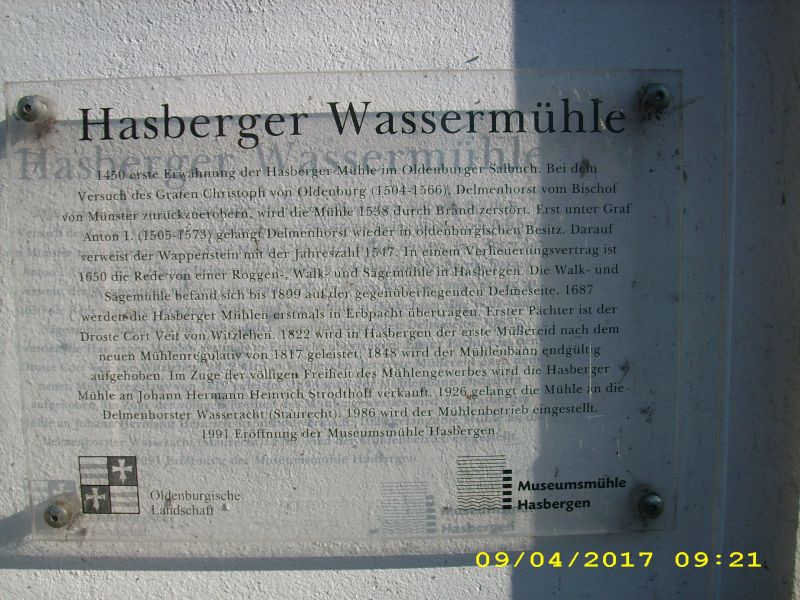 Hasberger Wassermühle
1450 erste Erwähnung der Hasberger Mühle im Oldenburger Salbuch. Bei dem
Versuch des Grafen Christoph von Oldenburg (1504-1566), Delmenhorst vom Bischof
von Münster zurückzuerobern, wird die Mühle 1538 durch Brand zerstört. Erst unter Graf
Anton I. (1505-1573) gelangt Delmenhorst wieder in oldenburgischen Besitz. Darauf
verweist der Wappenstein mit der Jahreszahl 1547. In einem Verheuerungsvertrag ist
1650 die Rede von einer Roggen-, Walk- und Sägemühle in Hasbergen. Die Walk- und
Sägemühle befand sich bis 1899 auf der gegenüberliegenden Delmeseite. 1687
werden die Hasberger Mühlen erstmals in Erbpacht übertragen. Erster Pächter ist der
Droste Cort Veit von Witzleben. 1822 wird in Hasbergen der erste Müllereid nach dem
neuen Mühlenregulativ von 1817 geleistet, 1848 wird der Mühlenbann endgültig
aufgehoben. Im Zuge der völligen Freiheit des Mühlengewerbes wird die Hasberger
Mühle an Johann Hermann Heinrich Strodthoff verkauft. 1926 gelangt die Mühle an die
Delmenhorster Wasseracht (Staurecht). 1986 wird der Mühlenbetrieb eingestellt.
1991 Eröffnung der Museumsmühle Hasbergen.
Oldenburgische
Landschaft
Museumsmühle
Hasbergen
09/04/2017 09:21